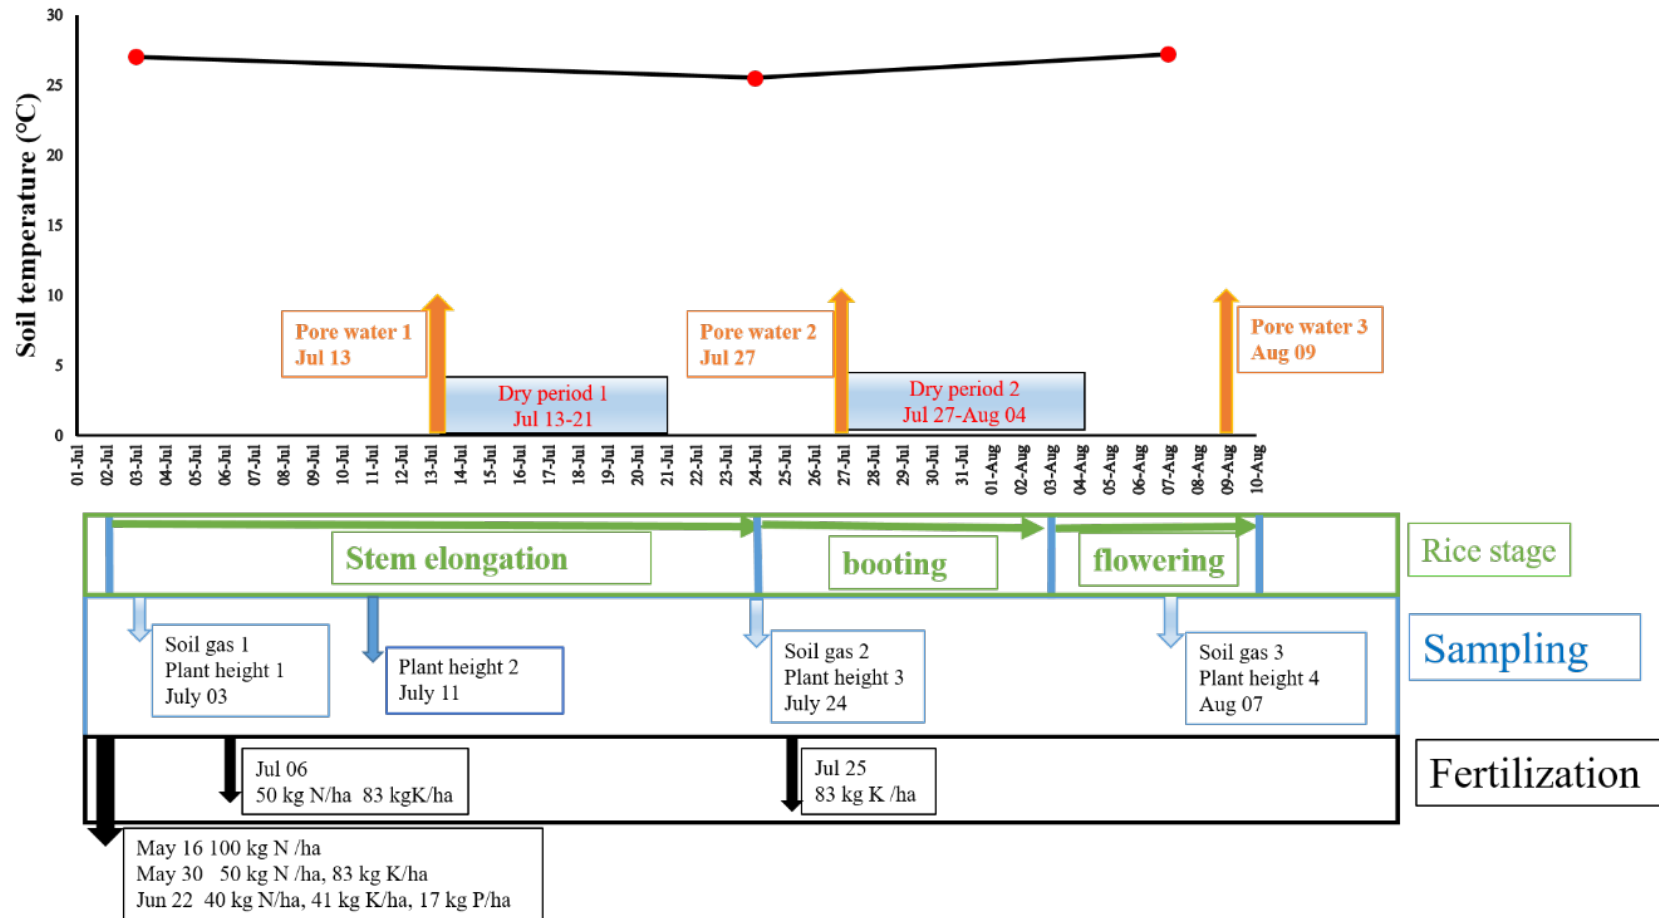 Soil temperature (°C)
30
25
20
15
10
5
0
Pore water 1
Jul 13
Pore water 2
Jul 27
Pore water 3
Aug 09
Dry period 1
Jul 13-21
Dry period 2
Jul 27-Aug 04
01-Jul
02-Jul
03-Jul
04-Jul
05-Jul
06-Jul
07-Jul
08-Jul
09-Jul
10-Jul
11-Jul
12-Jul
13-Jul
14-Jul
15-Jul
16-Jul
17-Jul
18-Jul
19-Jul
20-Jul
21-Jul
22-Jul
23-Jul
24-Jul
25-Jul
26-Jul
27-Jul
28-Jul
29-Jul
30-Jul
31-Jul
01-Aug
02-Aug
03-Aug
04-Aug
05-Aug
06-Aug
07-Aug
08-Aug
09-Aug
10-Aug
Stem elongation
booting
flowering
Rice stage
Soil gas 1
Plant height 1
July 03
Plant height 2
July 11
Soil gas 2
Plant height 3
July 24
Soil gas 3
Plant height 4
Aug 07
Sampling
Jul 06
50 kg N/ha 83 kgK/ha
Jul 25
83 kg K /ha
Fertilization
May 16 100 kg N /ha
May 30 50 kg N /ha, 83 kg K/ha
Jun 22 40 kg N/ha, 41 kg K/ha, 17 kg P/ha